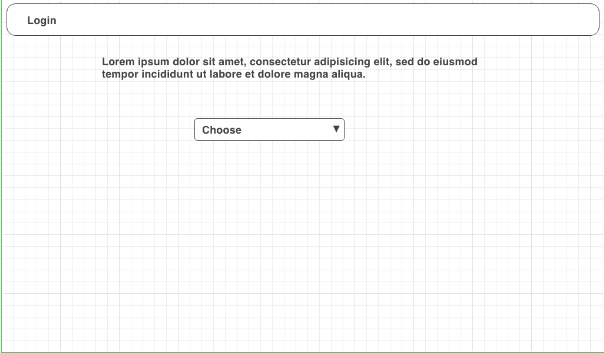 Login
Lorem ipsum dolor sit amet, consectetur adipisicing elit, sed do eiusmod
tempor incididunt ut labore et dolore magna aliqua.
Choose